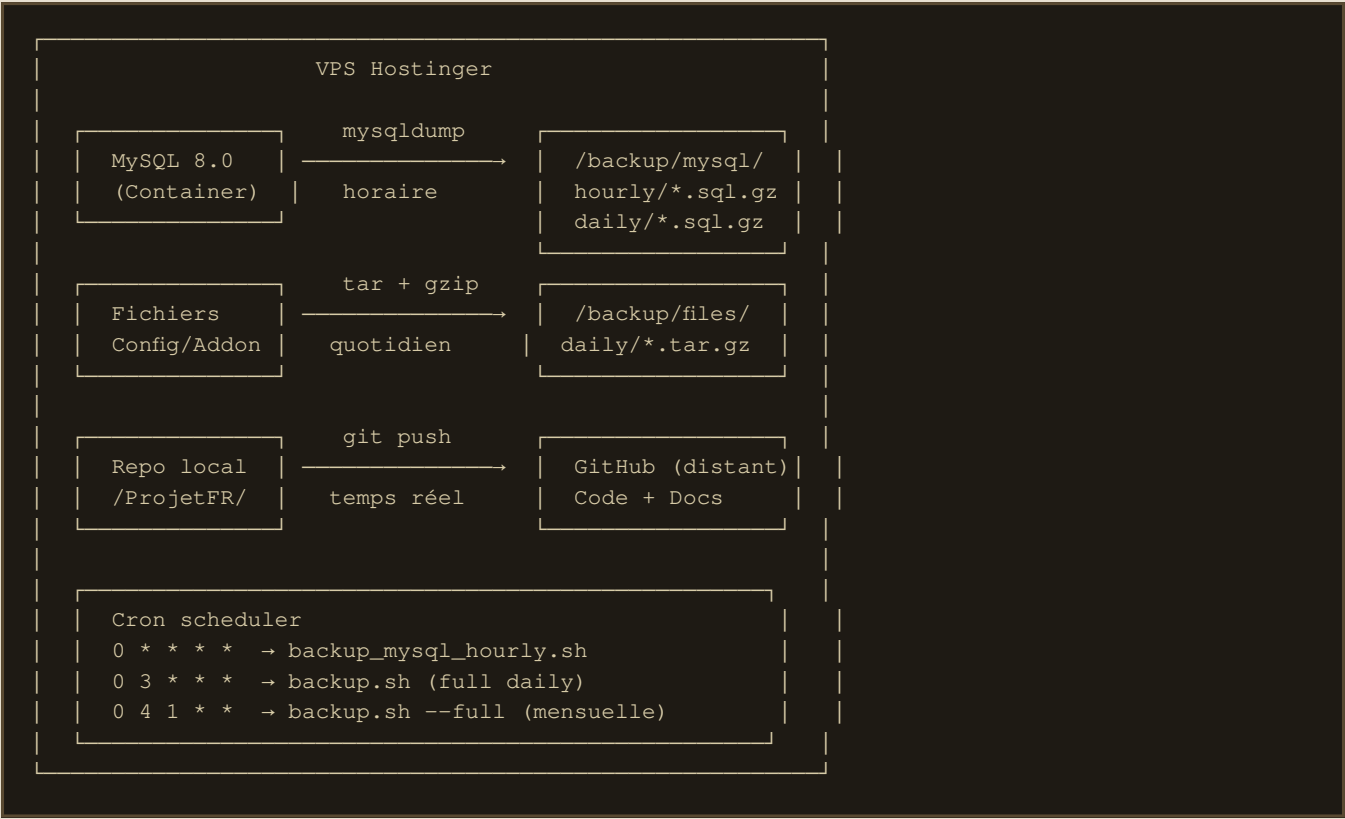 VPS Hostinger
mysqldump
MySQL 8.0 → /backup/mysql/
(Container) horaire hourly/*.sql.gz
daily/*.sql.gz
tar + gzip
Fichiers → /backup/files/
Config/Addon quotidien daily/*.tar.gz
git push
Repo local → GitHub (distant)
/ProjetFR/ temps réel Code + Docs
Cron scheduler
0 * * * * → backup_mysql_hourly.sh
0 3 * * * → backup.sh (full daily)
0 4 1 * * → backup.sh --full (mensuelle)